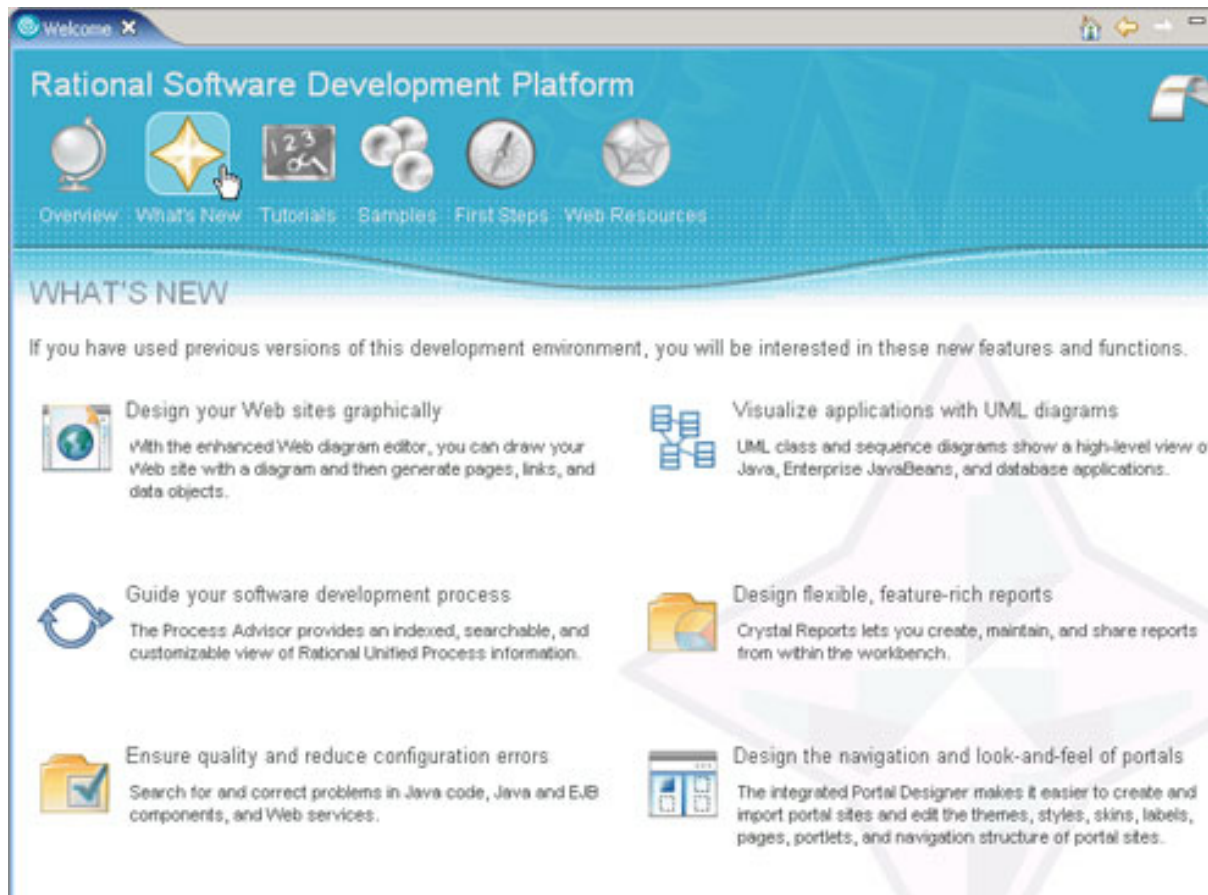 Welcome
Rational Software Development Platform
1 2 3
Overview What's New Tutorials Samples First Steps Web Resources
WHAT'S NEW
If you have used previous versions of this development environment, you will be interested in these new features and functions.
Design your Web sites graphically
With the enhanced Web diagram editor, you can draw your
Web site with a diagram and then generate pages, links, and
data objects.
Visualize applications with UML diagrams
UML class and sequence diagrams show a high-level view o
Java, Enterprise JavaBeans, and database applications.
Guide your software development process
The Process Advisor provides an indexed, searchable, and
customizable view of Rational Unified Process information.
Design flexible, feature-rich reports
Crystal Reports lets you create, maintain, and share reports
from within the workbench.
Ensure quality and reduce configuration errors
Search for and correct problems in Java code, Java and EJB
components, and Web services.
Design the navigation and look-and-feel of portals
The integrated Portal Designer makes it easier to create and
import portal sites and edit the themes, styles, skins, labels,
pages, portlets, and navigation structure of portal sites.